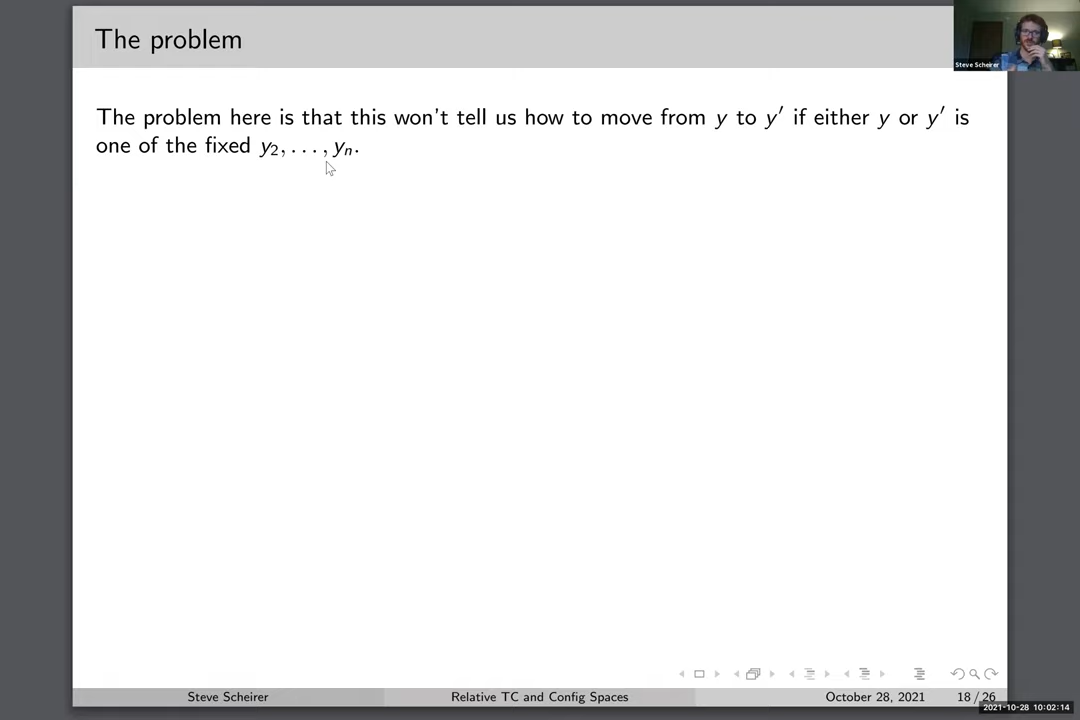 The problem
Steve Scheirer
The problem here is that this won't tell us how to move from y to y′ if either y or y′ is
one of the fixed y₂, . . . , yₙ.
Steve Scheirer Relative TC and Config Spaces October 28, 2021 18 / 26
2021-10-28 10:02:14